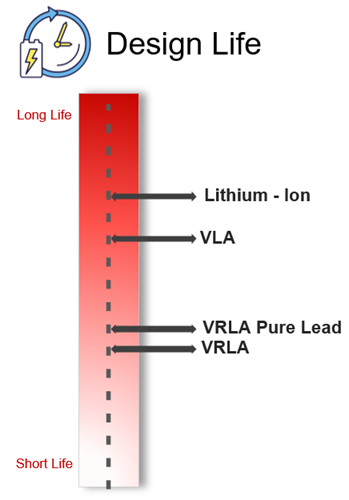 Design Life
Long Life
Lithium - Ion
VLA
VRLA Pure Lead
VRLA
Short Life